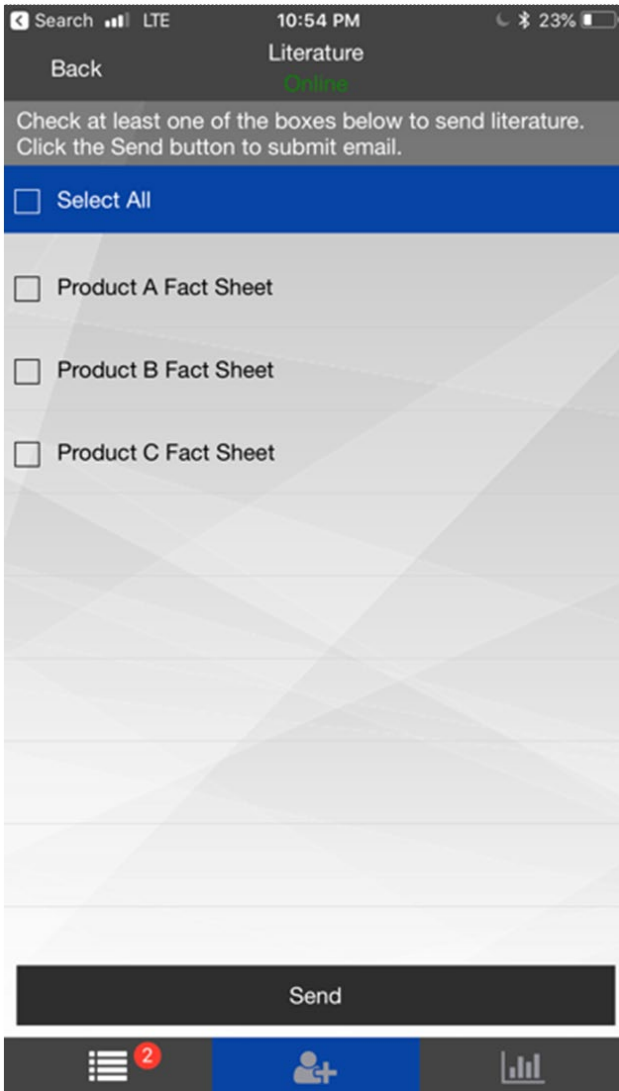 Search LTE 10:54 PM 23%
Back Literature
Online
Check at least one of the boxes below to send literature.
Click the Send button to submit email.
Select All
Product A Fact Sheet
Product B Fact Sheet
Product C Fact Sheet
Send
2